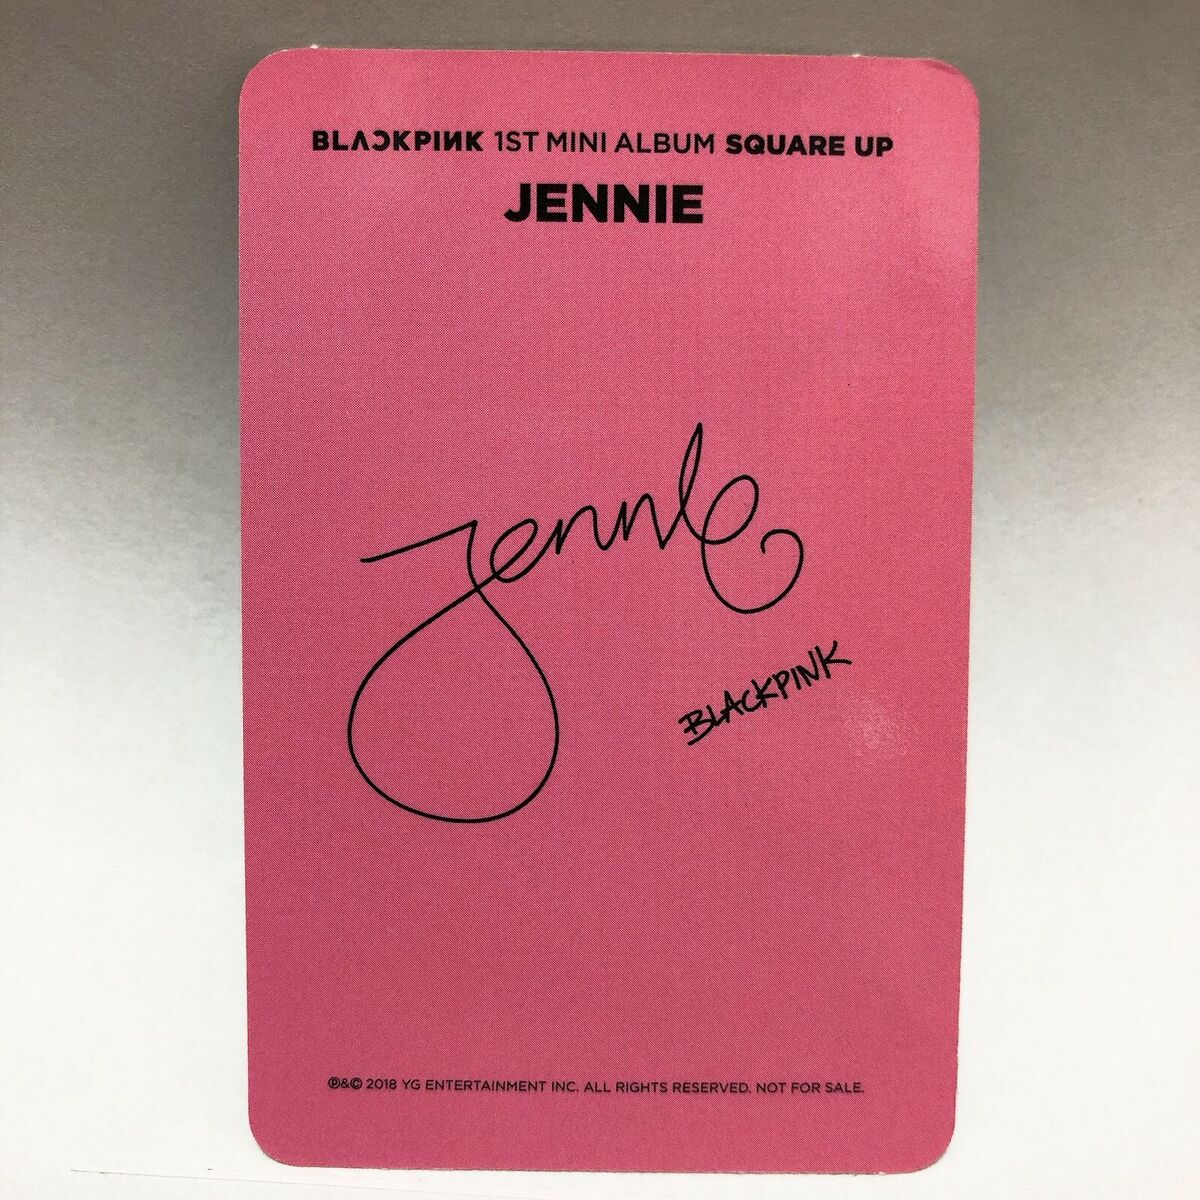 BLACKPINK 1ST MINI ALBUM SQUARE UP
JENNIE
Jennie
BLACKPINK
℗&© 2018 YG ENTERTAINMENT INC. ALL RIGHTS RESERVED. NOT FOR SALE.